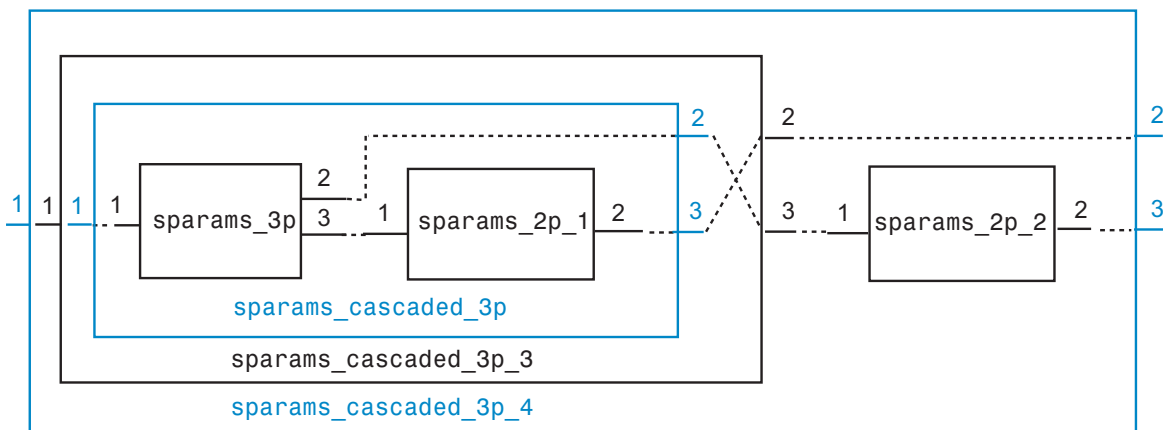 2 2 2
1 1 1 1 2
sparams_3p 3 1 sparams_2p_1 2 3 3 1 sparams_2p_2 2 3
sparams_cascaded_3p
sparams_cascaded_3p_3
sparams_cascaded_3p_4